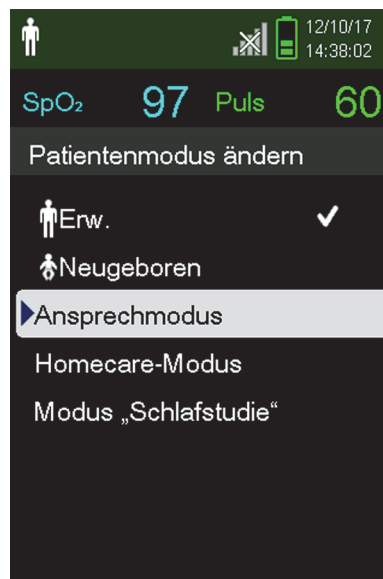 12/10/17
14:38:02
SpO₂ 97 Puls 60
Patientenmodus ändern
Erw.
Neugeboren
Ansprechmodus
Homecare-Modus
Modus „Schlafstudie“